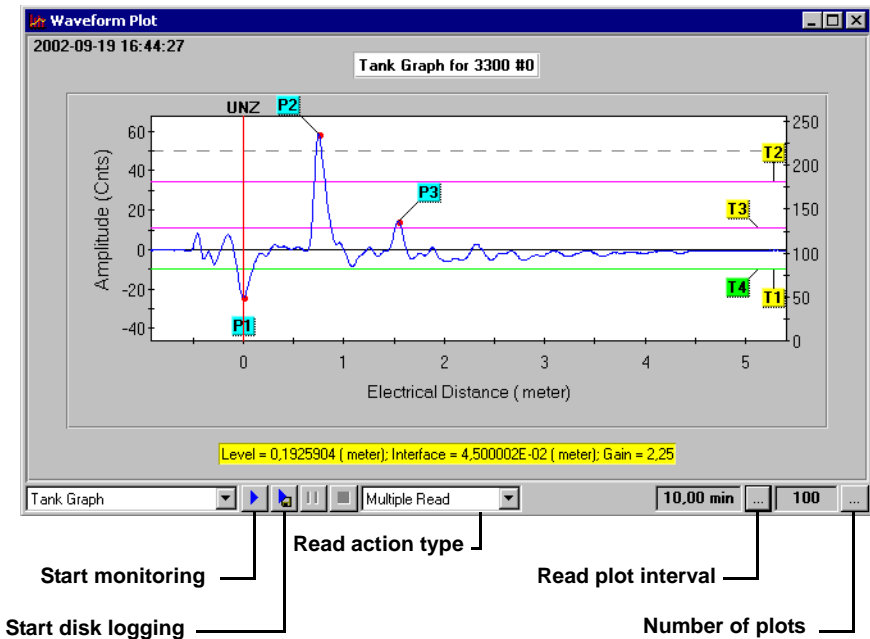 Waveform Plot
2002-09-19 16:44:27
Tank Graph for 3300 #0
UNZ P2
60
40
20
0
-20
-40
Amplitude (Cnts)
P3
P1
T2
T3
T4
T1
250
200
150
100
50
0
0 1 2 3 4 5
Electrical Distance ( meter)
Level = 0,1925904 ( meter); Interface = 4,500002E-02 ( meter); Gain = 2,25
Tank Graph Multiple Read 10,00 min ... 100 ...
Read action type
Start monitoring Read plot interval
Start disk logging Number of plots